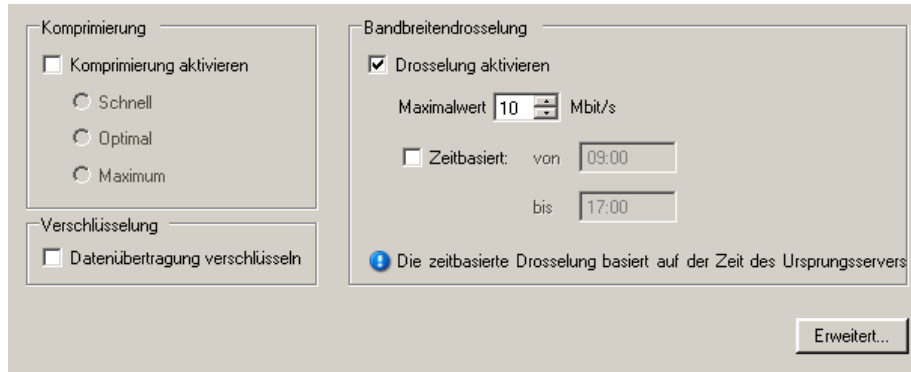 Komprimierung
Komprimierung aktivieren
Schnell
Optimal
Maximum
Verschlüsselung
Datenübertragung verschlüsseln
Bandbreitendrosselung
Drosselung aktivieren
Maximalwert 10 Mbit/s
Zeitbasiert: von 09:00
bis 17:00
Die zeitbasierte Drosselung basiert auf der Zeit des Ursprungsservers
Erweitert...